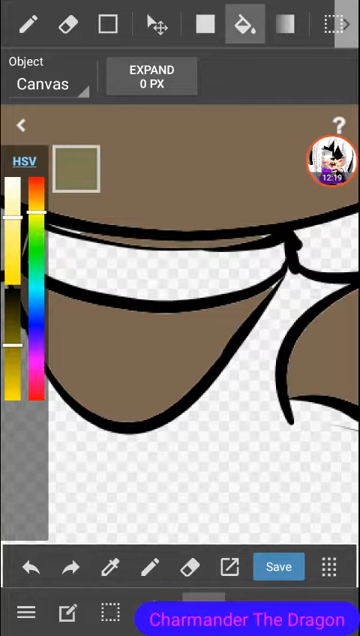 Object
Canvas
EXPAND
0 PX
?
HSV
12:19
Save
Charmander The Dragon